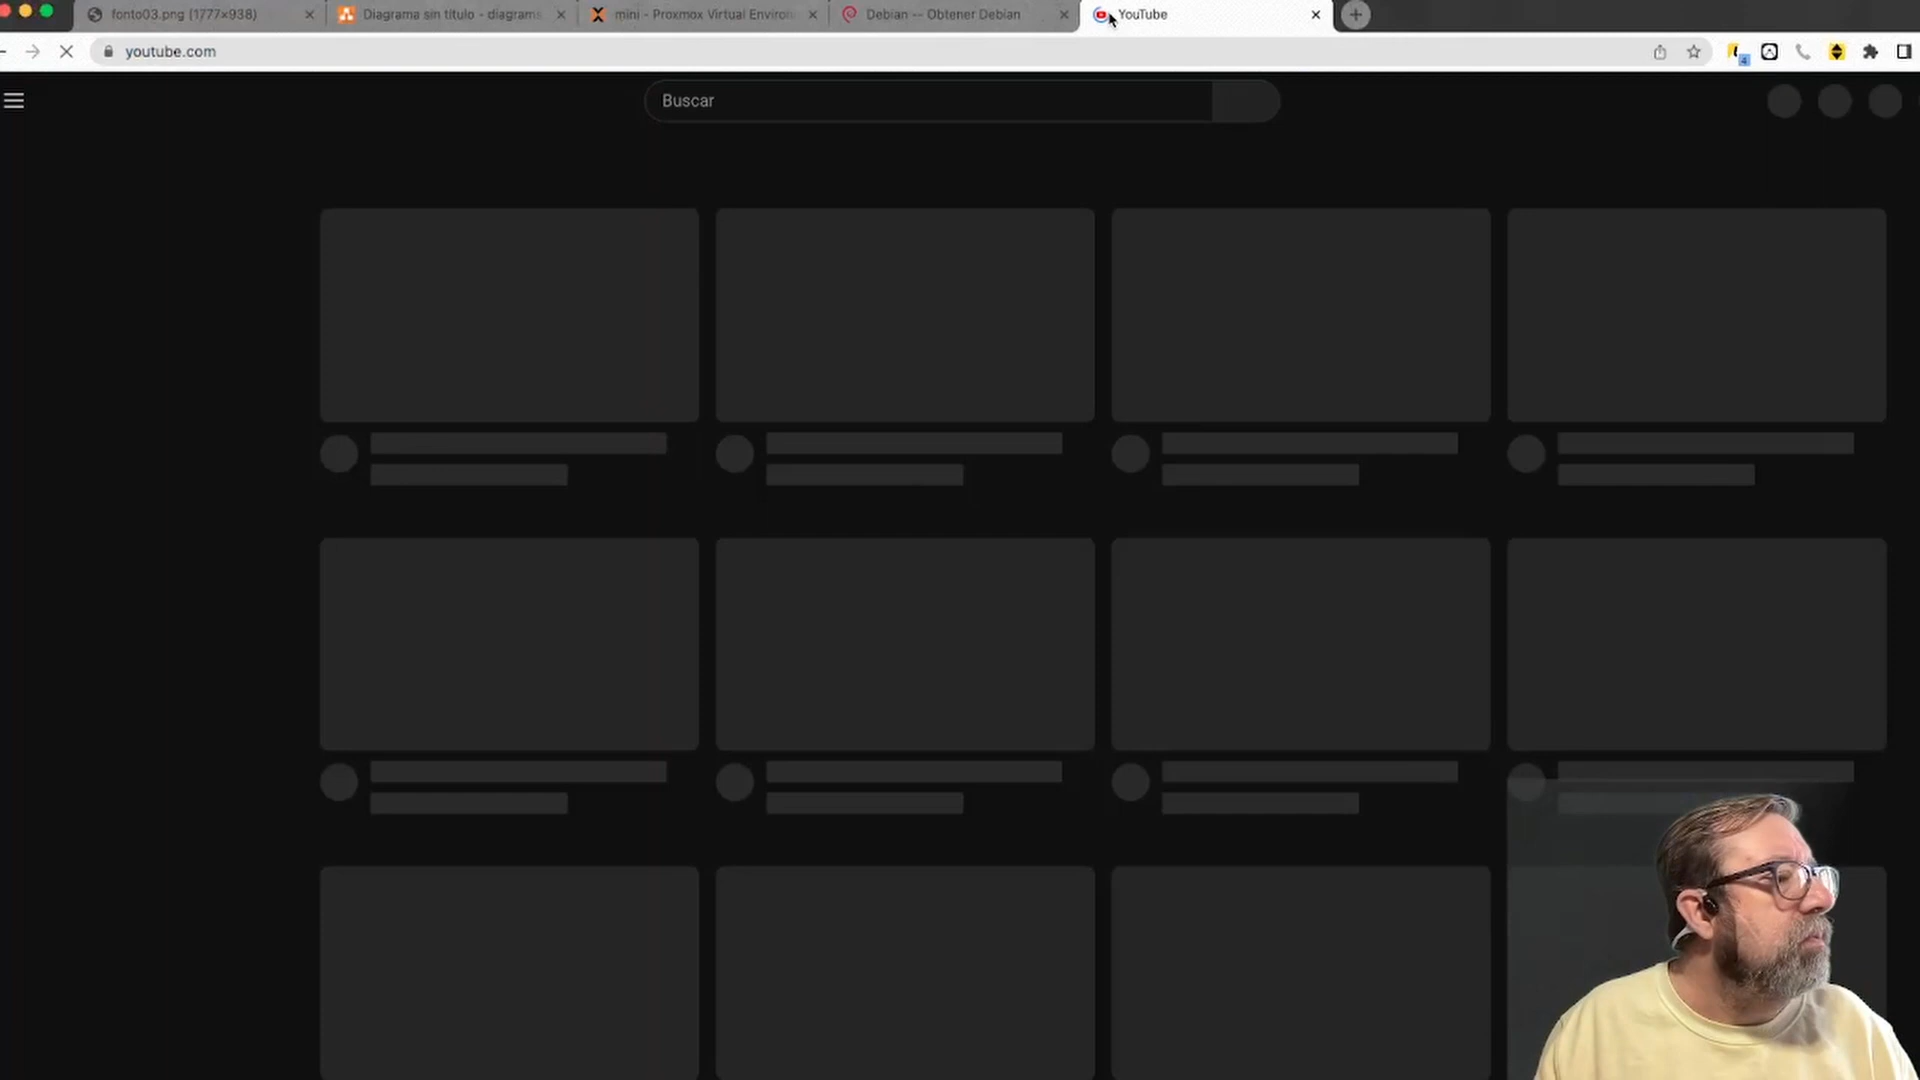 fonto03.png (1777×938)
Diagrama sin título - diagrams
mini - Proxmox Virtual Environ
Debian -- Obtener Debian
YouTube
youtube.com
4
Buscar